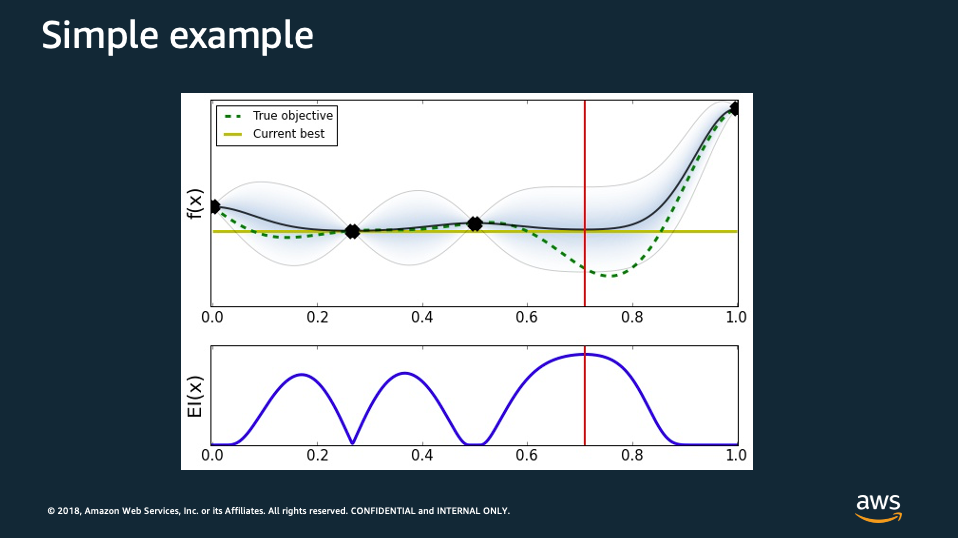 Simple example
True objective
Current best
f(x)
0.0 0.2 0.4 0.6 0.8 1.0
EI(x)
0.0 0.2 0.4 0.6 0.8 1.0
© 2018, Amazon Web Services, Inc. or its Affiliates. All rights reserved. CONFIDENTIAL and INTERNAL ONLY.
aws